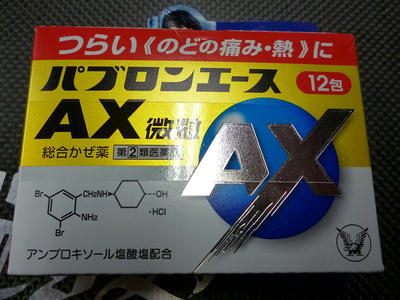 つらい《のどの痛み・熱》に
パブロンエース
12包
AX微粒
AX
総合かぜ薬
第②類医薬品
Br
CH₂NH
OH
NH₂
・HCl
Br
アンブロキソール塩酸塩配合